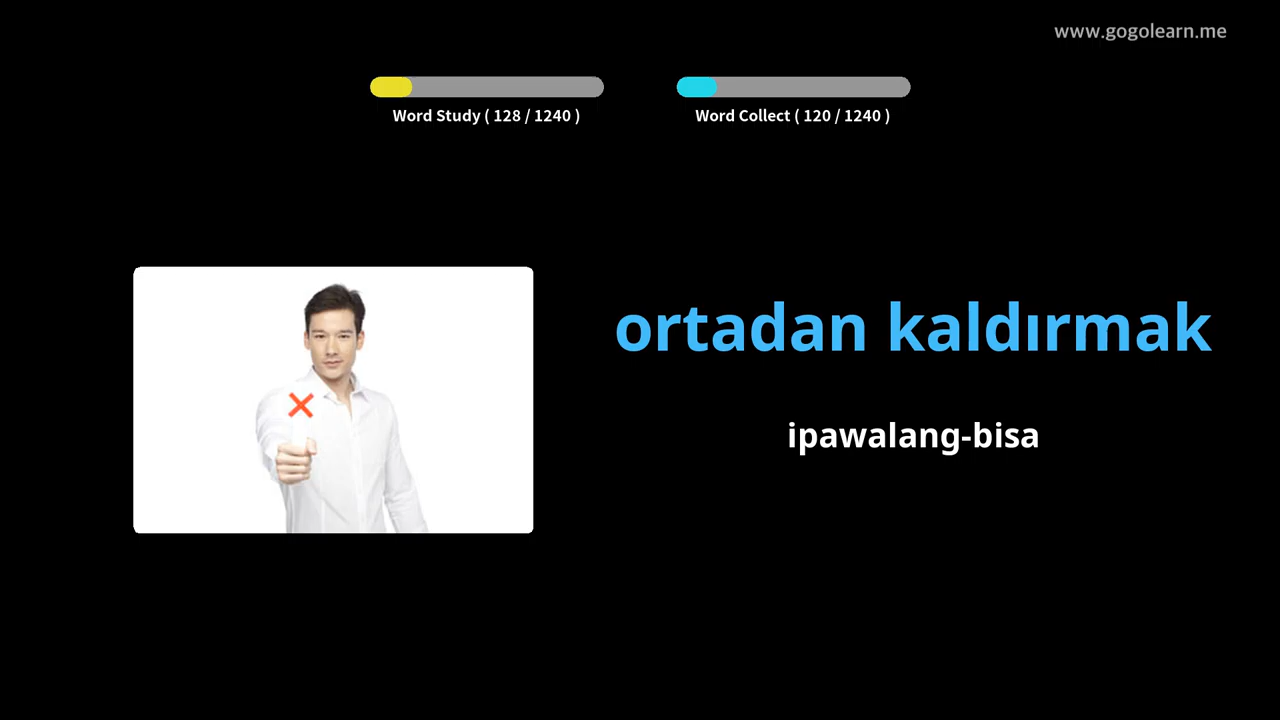 www.gogolearn.me
Word Study ( 128 / 1240 )
Word Collect ( 120 / 1240 )
ortadan kaldırmak
ipawalang-bisa